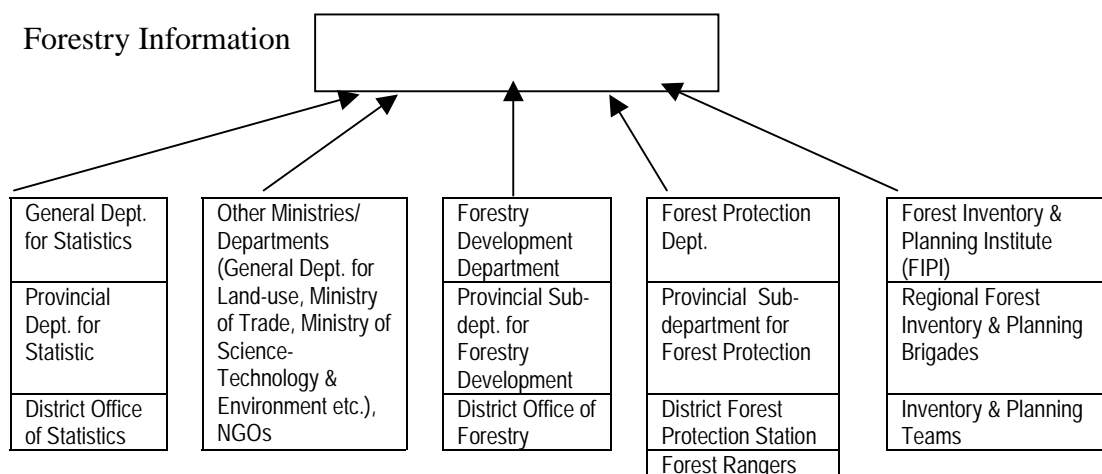 Forestry Information
General Dept.
for Statistics
Provincial
Dept. for
Statistic
District Office
of Statistics
Other Ministries/
Departments
(General Dept. for
Land-use, Ministry
of Trade, Ministry of
Science-
Technology &
Environment etc.),
NGOs
Forestry
Development
Department
Provincial Sub-
dept. for
Forestry
Development
District Office of
Forestry
Forest Protection
Dept.
Provincial Sub-
department for
Forest Protection
District Forest
Protection Station
Forest Rangers
Forest Inventory &
Planning Institute
(FIPI)
Regional Forest
Inventory & Planning
Brigades
Inventory & Planning
Teams